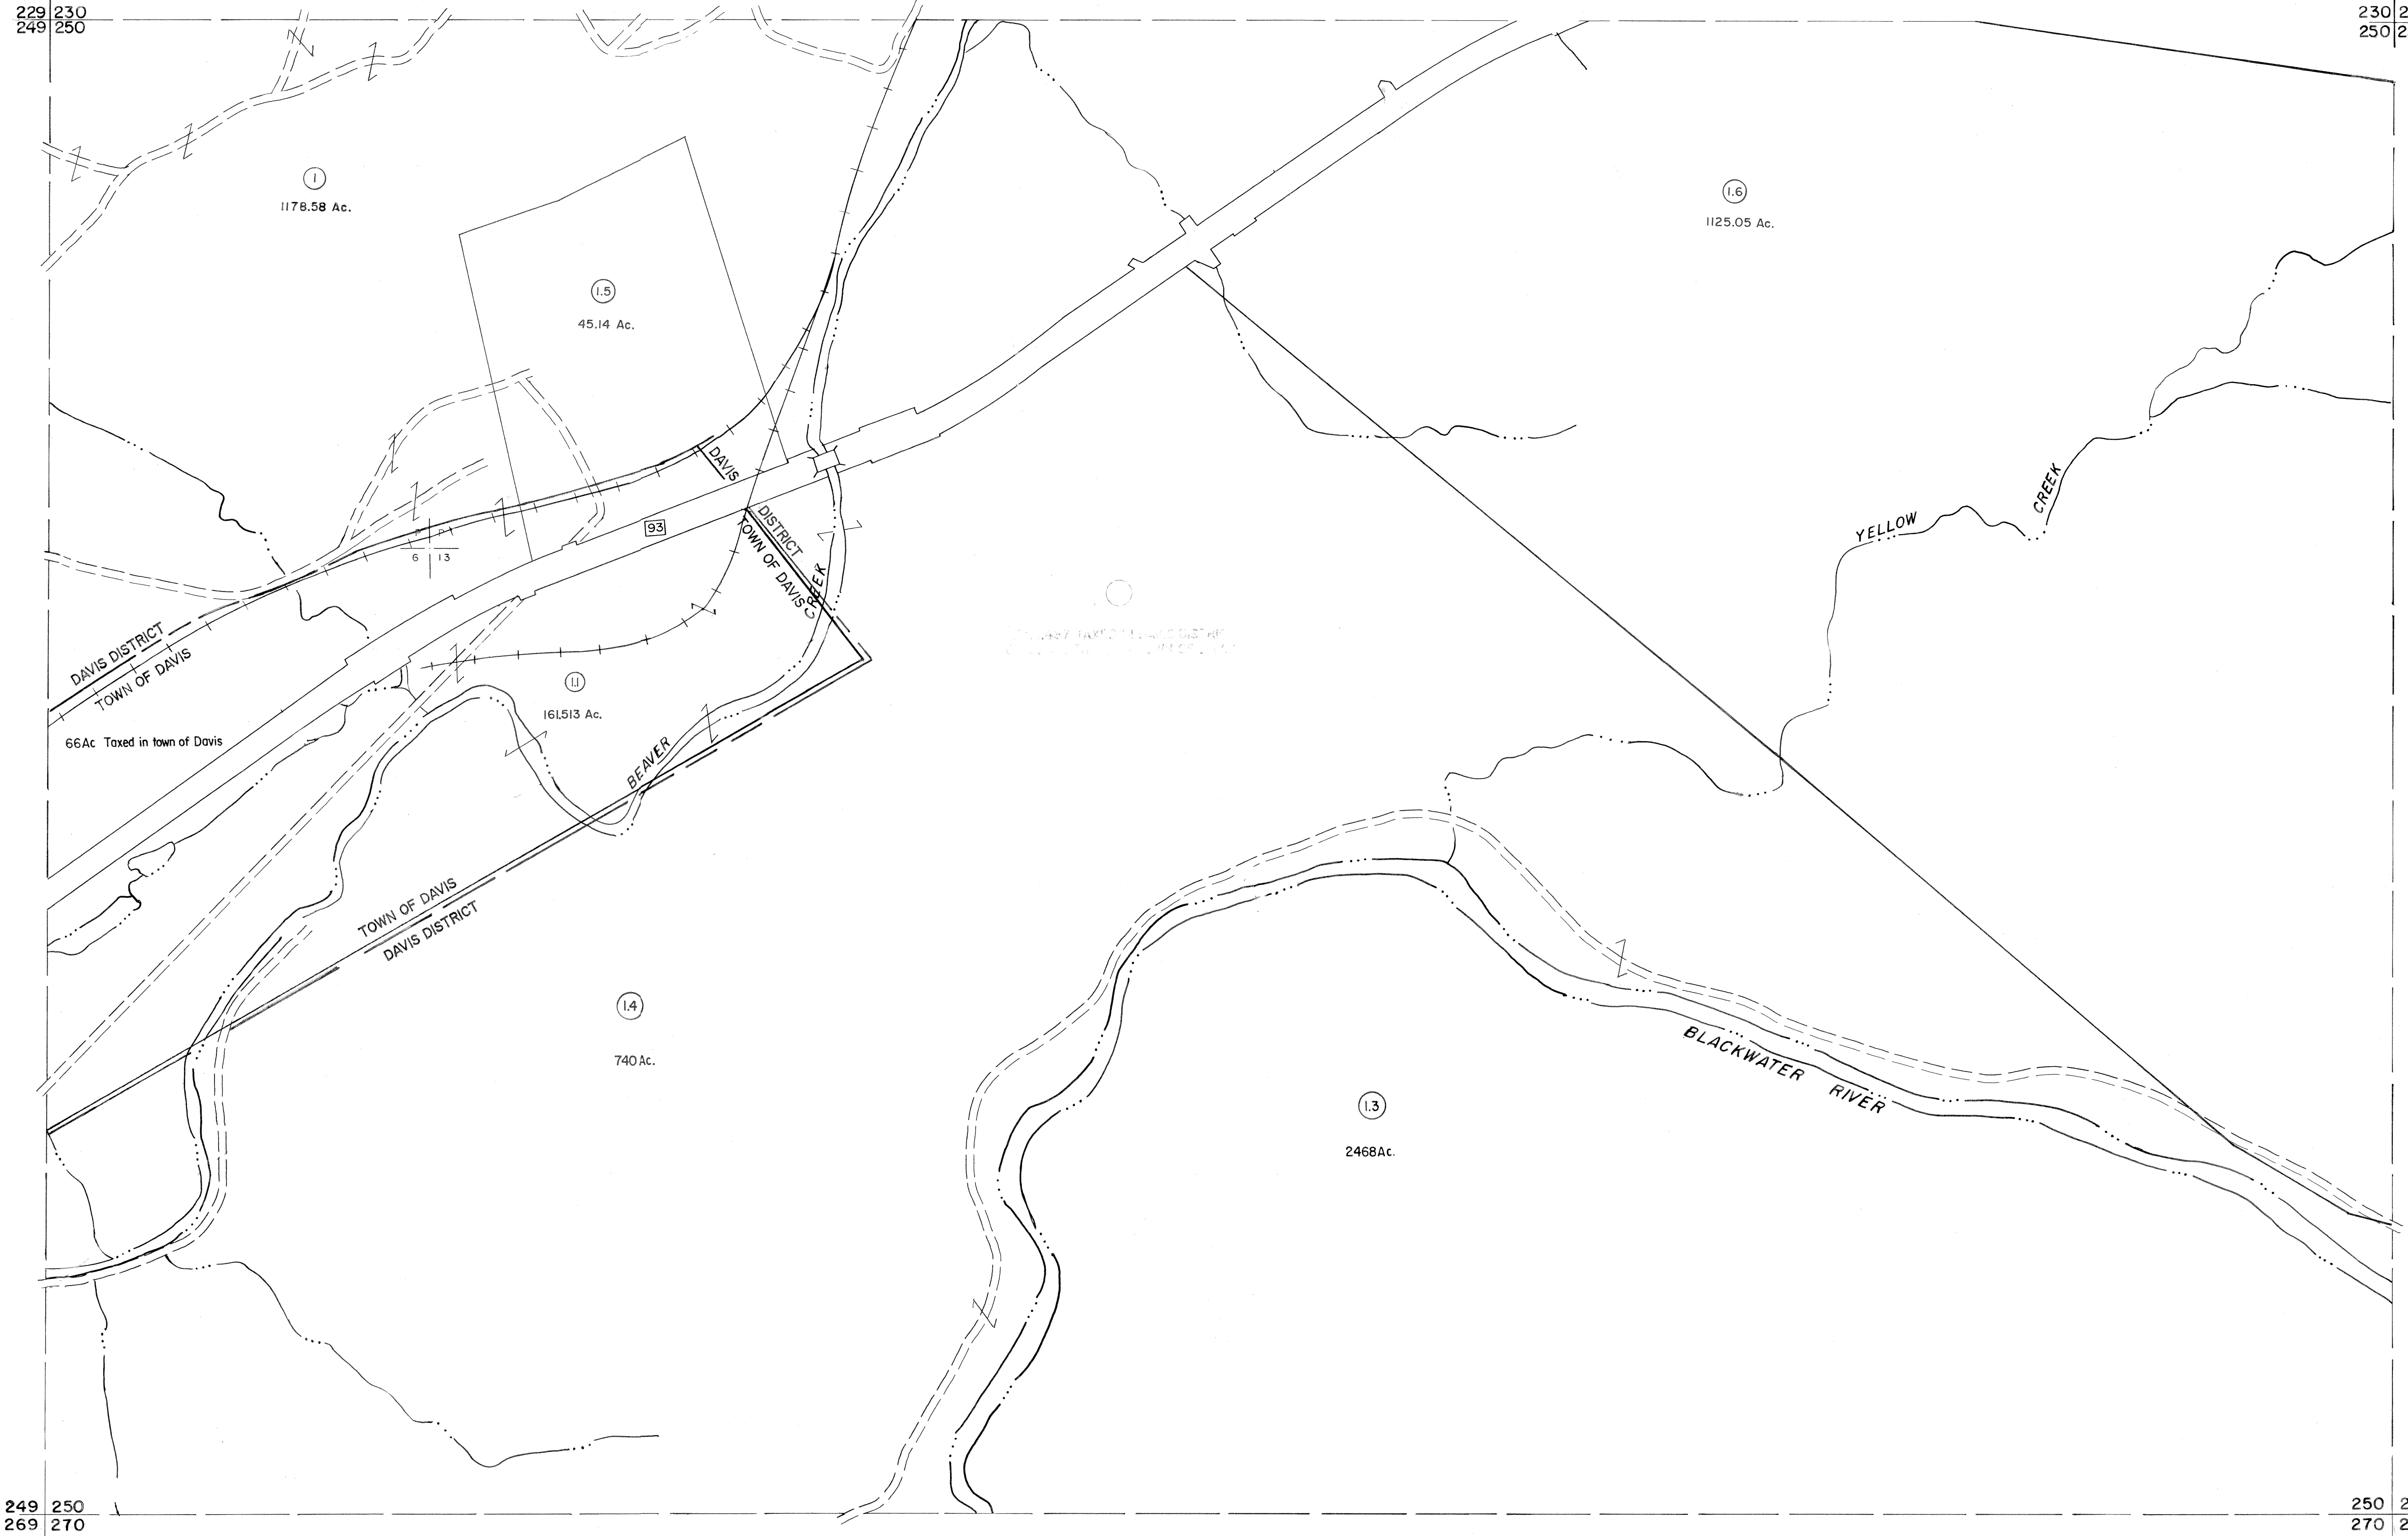 229 230
249 250
230 2
250 2
1
1178.58 Ac.
1.6
1125.05 Ac.
1.5
45.14 Ac.
DAVIS
DISTRICT
TOWN OF DAVIS
93
P P
6 13
YELLOW CREEK
DAVIS DISTRICT
TOWN OF DAVIS
1.1
161.513 Ac.
66Ac Taxed in town of Davis
BEAVER CREEK
TOWN OF DAVIS
DAVIS DISTRICT
1.4
740 Ac.
BLACKWATER RIVER
1.3
2468Ac.
249 250
269 270
250 2
270 2